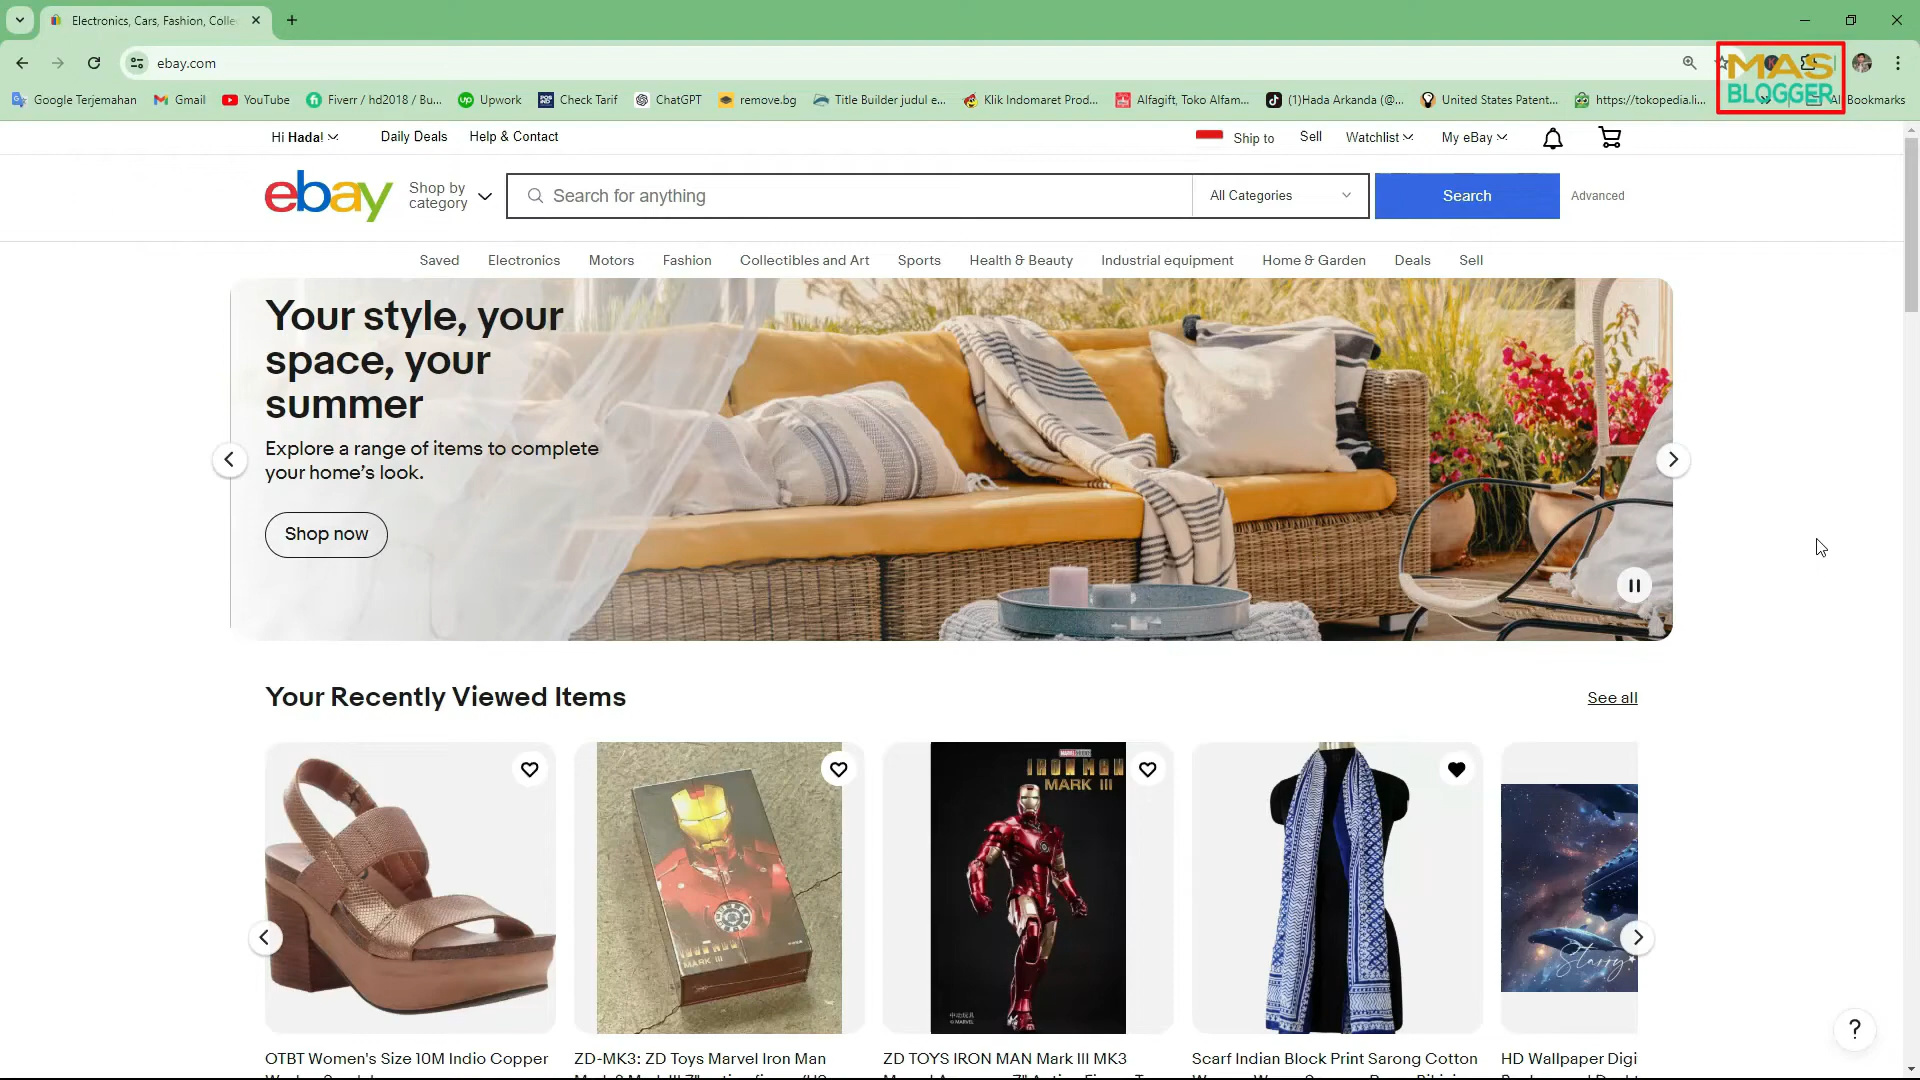 Electronics, Cars, Fashion, Colle
ebay.com
MAS
BLOGGER
Google Terjemahan
Gmail
YouTube
Fiverr / hd2018 / Bu...
Upwork
Check Tarif
ChatGPT
remove.bg
Title Builder judul e...
Klik Indomaret Prod...
Alfagift, Toko Alfam...
(1)Hada Arkanda (@...
United States Patent...
https://tokopedia.li...
Bookmarks
Hi Hada!
Daily Deals
Help & Contact
Ship to
Sell
Watchlist
My eBay
ebay
Shop by
category
Search for anything
All Categories
Search
Advanced
Saved
Electronics
Motors
Fashion
Collectibles and Art
Sports
Health & Beauty
Industrial equipment
Home & Garden
Deals
Sell
Your style, your
space, your
summer
Explore a range of items to complete
your home's look.
Shop now
Your Recently Viewed Items
See all
IRON MAN
MARK III
IRON MAN
MARK III
Starry
?
OTBT Women's Size 10M Indio Copper
ZD-MK3: ZD Toys Marvel Iron Man
ZD TOYS IRON MAN Mark III MK3
Scarf Indian Block Print Sarong Cotton
HD Wallpaper Digi